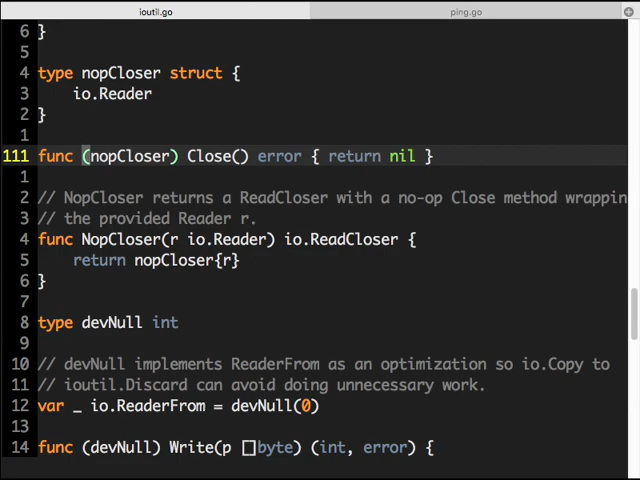 ioutil.go ping.go
6 }
5
4 type nopCloser struct {
3 io.Reader
2 }
1
111 func (nopCloser) Close() error { return nil }
1
2 // NopCloser returns a ReadCloser with a no-op Close method wrappin
3 // the provided Reader r.
4 func NopCloser(r io.Reader) io.ReadCloser {
5 return nopCloser{r}
6 }
7
8 type devNull int
9
10 // devNull implements ReaderFrom as an optimization so io.Copy to
11 // ioutil.Discard can avoid doing unnecessary work.
12 var _ io.ReaderFrom = devNull(0)
13
14 func (devNull) Write(p []byte) (int, error) {